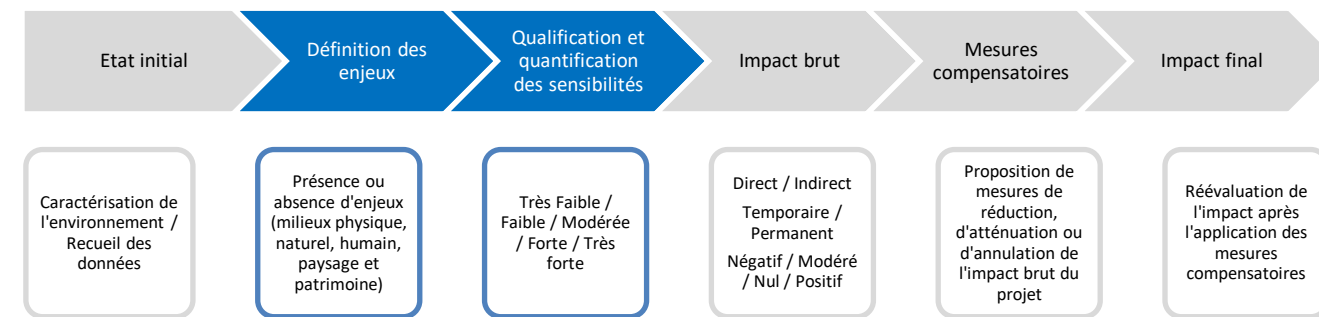 Etat initial
Définition des
enjeux
Qualification et
quantification
des sensibilités
Impact brut
Mesures
compensatoires
Impact final
Caractérisation de
l'environnement /
Recueil des
données
Présence ou
absence d'enjeux
(milieux physique,
naturel, humain,
paysage et
patrimoine)
Très Faible /
Faible / Modérée
/ Forte / Très
forte
Direct / Indirect
Temporaire /
Permanent
Négatif / Modéré
/ Nul / Positif
Proposition de
mesures de
réduction,
d'atténuation ou
d'annulation de
l'impact brut du
projet
Réévaluation de
l'impact après
l'application des
mesures
compensatoires